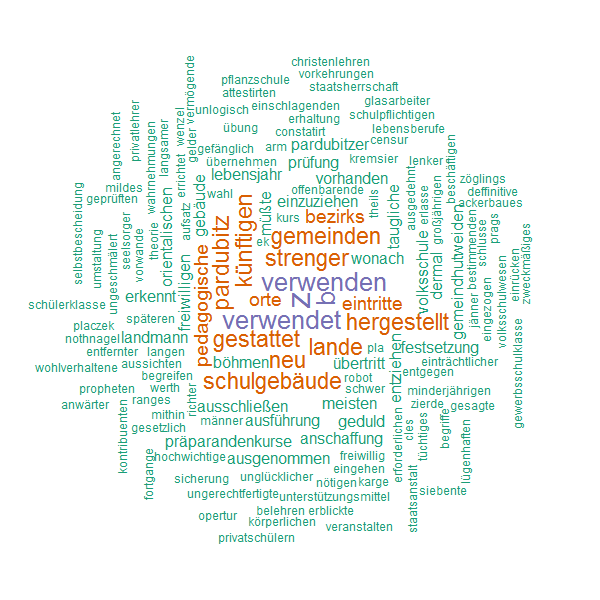 christenlehren
vorkehrungen
pflanzschule
staatsherrschaft
attestirten
vermögende
gelder
glasarbeiter
einschlagenden
unlogisch
erhaltung
schulpflichtigen
lebensberufe
übung
constatirt
censur
wenzel
langsamer
privatlehrer
angerechnet
gefänglich
arm
pardubitzer
kremsier
lenker
beschäftigen
übernehmen
prüfung
lebensjahr
vorhanden
zöglings
deffinitive
ackerbaues
mildes
geprüften
wahrnehmungen
errichtet
wahl
offenbarende
einzuziehen
theils
taugliche
ausgedehnt
erlasse
großjährigen
selbstbescheidung
umstaltung
ungeschmälert
seelsorger
vorwande
theorie
orientalischen
aufsatz
gebäude
kurs
müßte
bezirks
ek
künftigen
gemeinden
strenger
wonach
volksschule
dermal
gemeindhutweiden
jänner
bestimmenden
schlusse
prags
eingezogen
volksschulwesen
einrücken
zweckmäßiges
erkennt
freiwilligen
pardubitz
pedagogische
orte
verwenden
z
b
eintritte
schülerklasse
späteren
placzek
landmann
nothnagel
verwendet
hergestellt
gestattet
lande
neu
pla
festsetzung
einträchtlicher
entfernter
langen
wohlverhaltene
aussichten
böhmen
übertritt
entgegen
entziehen
begreifen
schulgebäude
robot
schwer
minderjährigen
propheten
werth
ranges
anwärter
richter
ausschließen
meisten
zierde
gesagte
gewerbsschulklasse
mithin
männer
ausführung
geduld
gesetzlich
kontribuenten
präparandenkurse
anschaffung
erforderlichen
cles
tüchtiges
begriffe
lügenhaften
hochwichtige
ausgenommen
freiwillig
eingehen
fortgange
sicherung
unglücklicher
nötigen
karge
staatsanstalt
siebente
ungerechtfertigte
unterstützungsmittel
belehren
erblickte
opertur
körperlichen
veranstalten
privatschülern